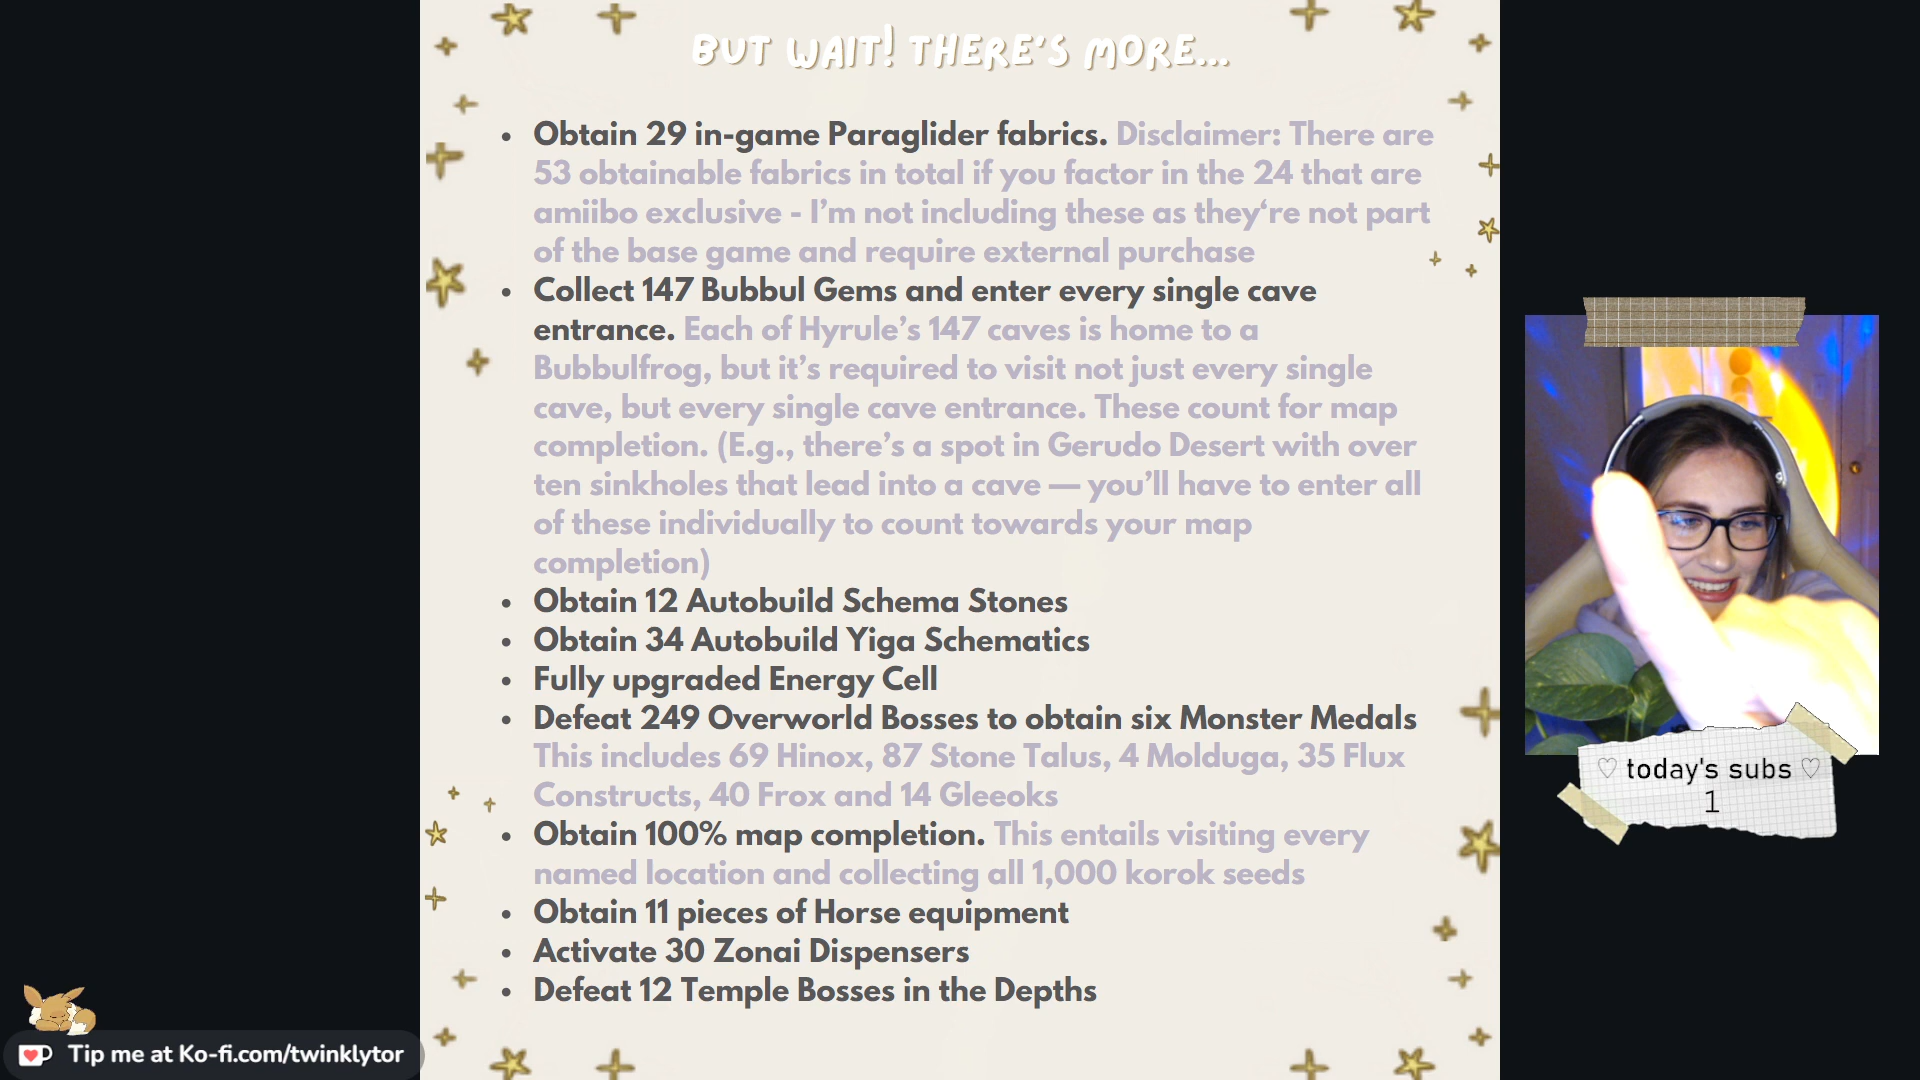 BUT WAIT! THERE'S MORE...
• Obtain 29 in-game Paraglider fabrics. Disclaimer: There are
53 obtainable fabrics in total if you factor in the 24 that are
amiibo exclusive - I’m not including these as they‘re not part
of the base game and require external purchase
• Collect 147 Bubbul Gems and enter every single cave
entrance. Each of Hyrule’s 147 caves is home to a
Bubbulfrog, but it’s required to visit not just every single
cave, but every single cave entrance. These count for map
completion. (E.g., there’s a spot in Gerudo Desert with over
ten sinkholes that lead into a cave — you’ll have to enter all
of these individually to count towards your map
completion)
• Obtain 12 Autobuild Schema Stones
• Obtain 34 Autobuild Yiga Schematics
• Fully upgraded Energy Cell
• Defeat 249 Overworld Bosses to obtain six Monster Medals
This includes 69 Hinox, 87 Stone Talus, 4 Molduga, 35 Flux
Constructs, 40 Frox and 14 Gleeoks
• Obtain 100% map completion. This entails visiting every
named location and collecting all 1,000 korok seeds
• Obtain 11 pieces of Horse equipment
• Activate 30 Zonai Dispensers
• Defeat 12 Temple Bosses in the Depths
♡ today's subs ♡
1
Tip me at Ko-fi.com/twinklytor